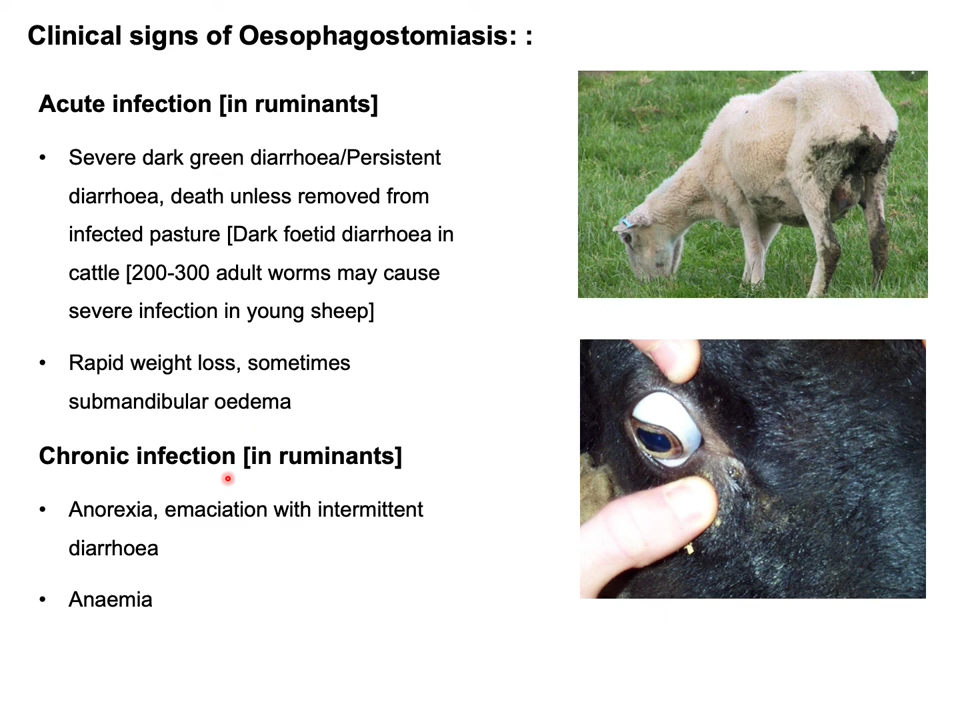 Clinical signs of Oesophagostomiasis: :
Acute infection [in ruminants]
• Severe dark green diarrhoea/Persistent
diarrhoea, death unless removed from
infected pasture [Dark foetid diarrhoea in
cattle [200-300 adult worms may cause
severe infection in young sheep]
• Rapid weight loss, sometimes
submandibular oedema
Chronic infection [in ruminants]
• Anorexia, emaciation with intermittent
diarrhoea
• Anaemia